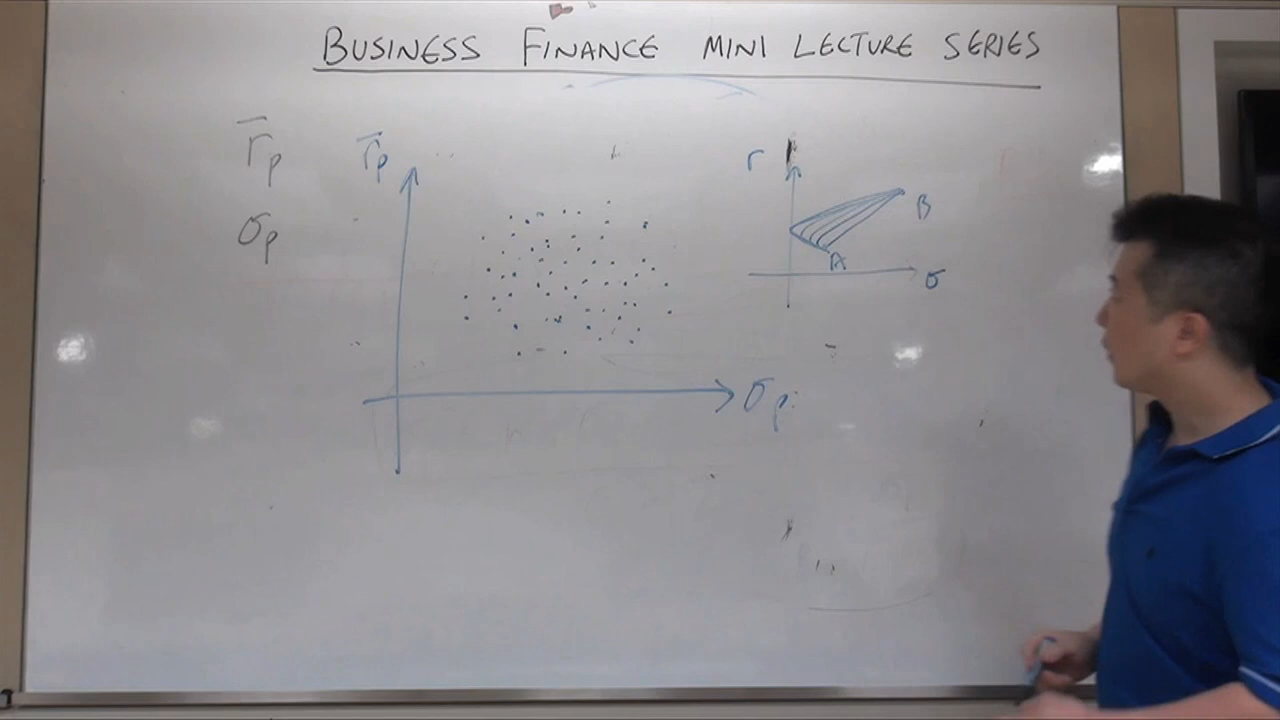 BUSINESS FINANCE MINI LECTURE SERIES
r̄p
σp
r̄p
σp
r
B
A
σ